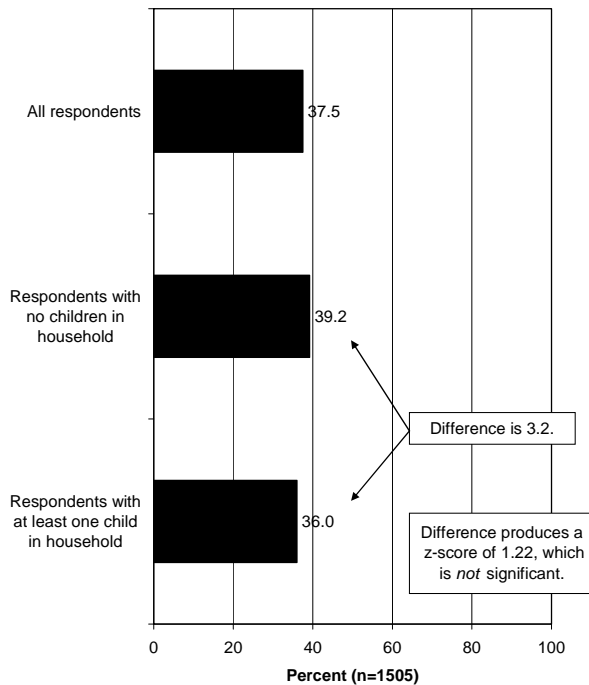 All respondents
37.5
Respondents with
no children in
household
39.2
Difference is 3.2.
Respondents with
at least one child
in household
36.0
Difference produces a
z-score of 1.22, which
is not significant.
0 20 40 60 80 100
Percent (n=1505)